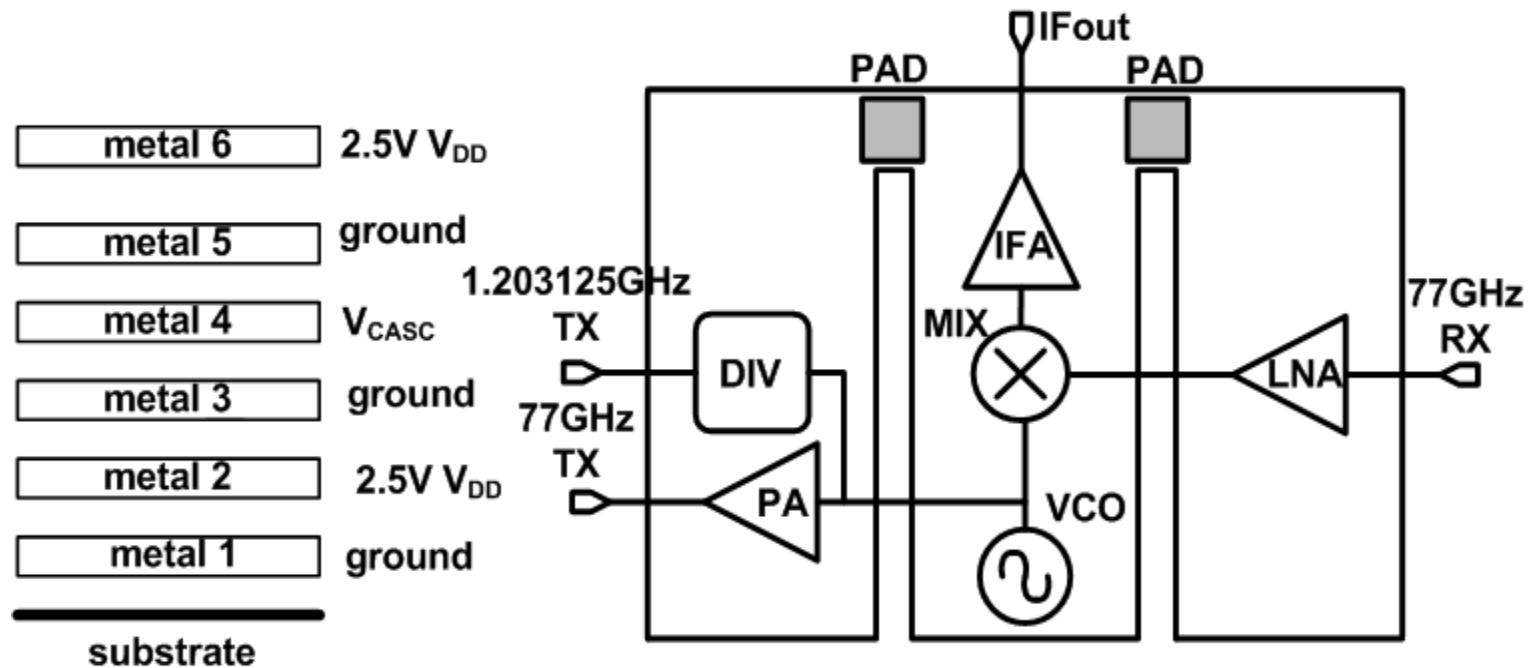 metal 6 2.5V VDD
metal 5 ground
metal 4 VCASC
metal 3 ground
metal 2 2.5V VDD
metal 1 ground
substrate
IFout
PAD PAD
IFA
1.203125GHz
TX
DIV
MIX
77GHz
RX
LNA
77GHz
TX
PA
VCO